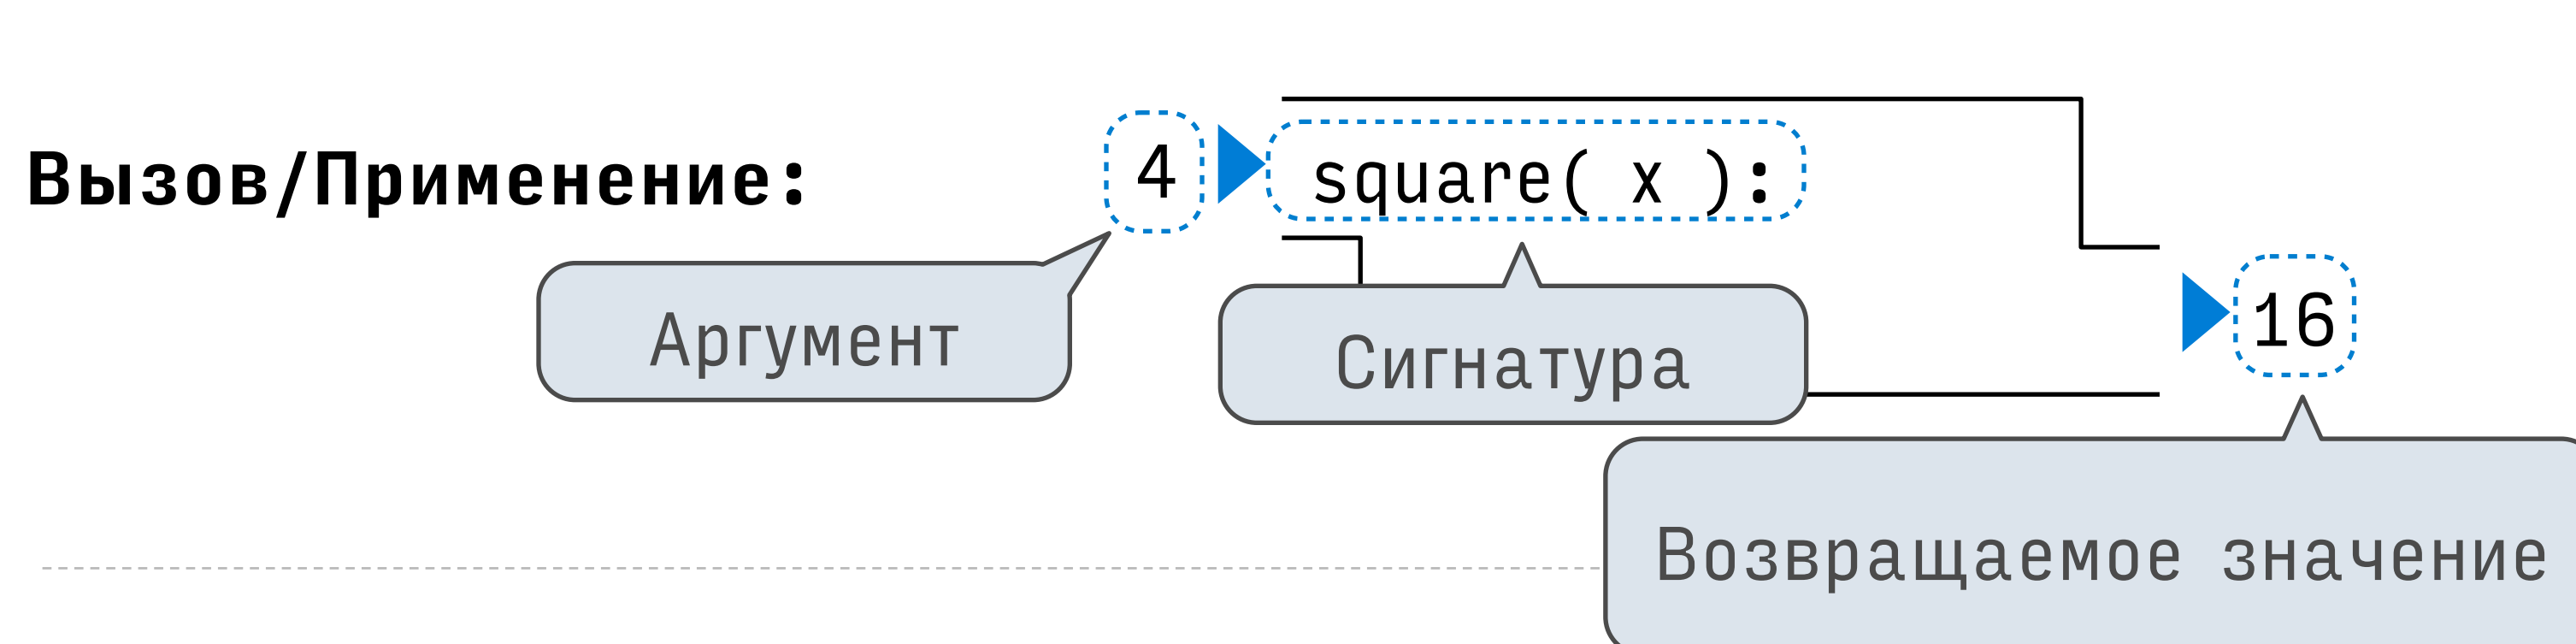 Вызов/Применение:
4
square( x ):
Аргумент
Сигнатура
16
Возвращаемое значение